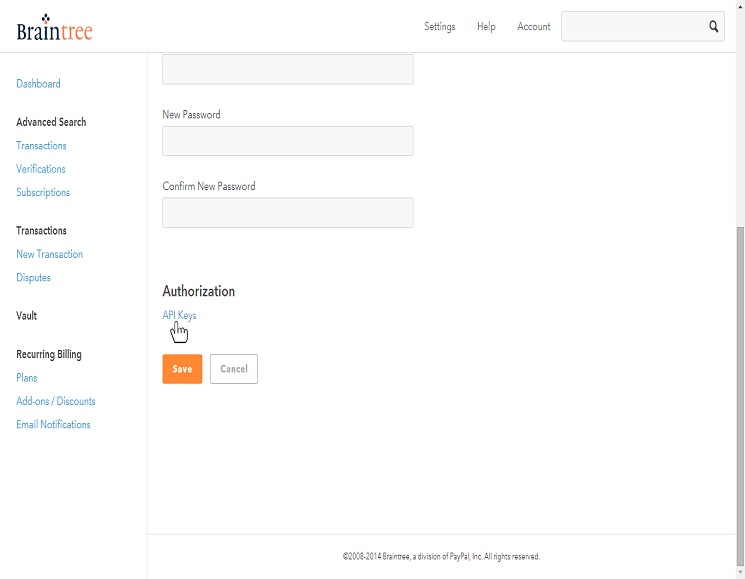 Braintree
Settings Help Account
Dashboard
Advanced Search
Transactions
Verifications
Subscriptions
Transactions
New Transaction
Disputes
Vault
Recurring Billing
Plans
Add-ons / Discounts
Email Notifications
New Password
Confirm New Password
Authorization
API Keys
Save Cancel
©2008-2014 Braintree, a division of PayPal, Inc. All rights reserved.